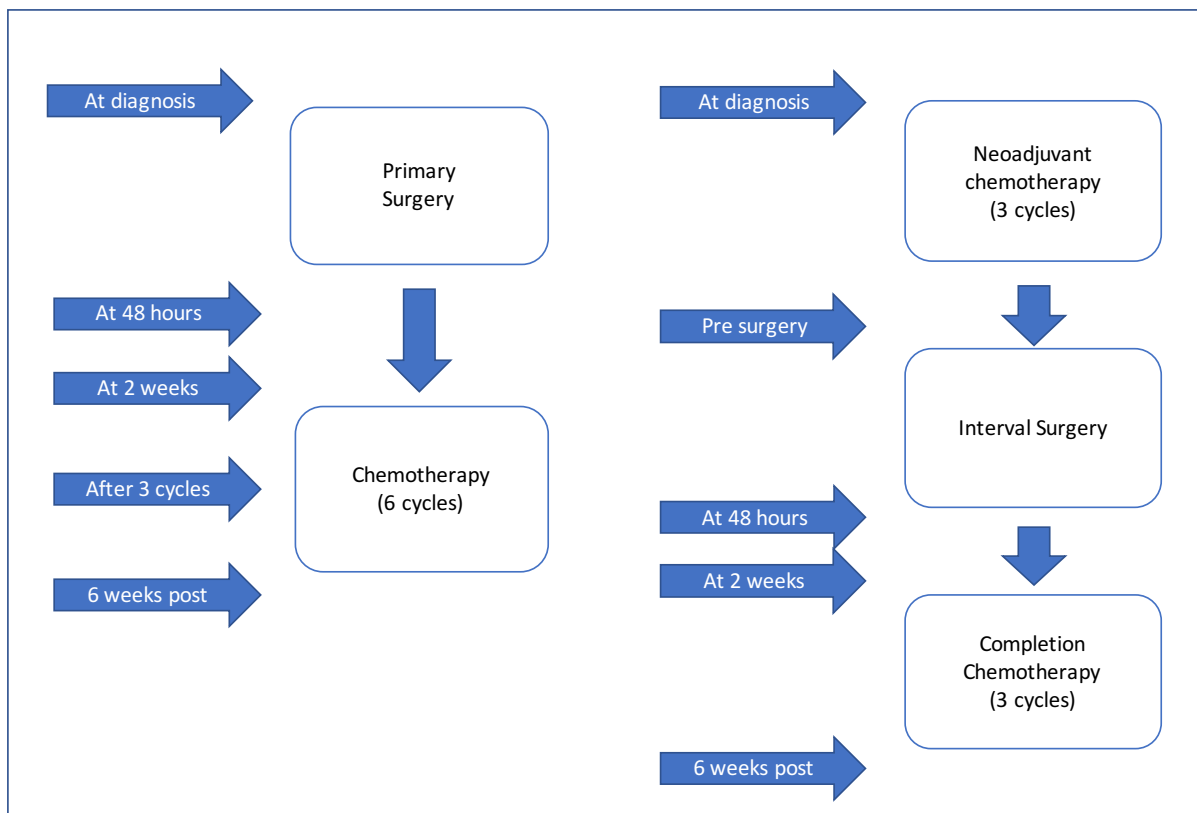 At diagnosis
Primary
Surgery
At 48 hours
At 2 weeks
After 3 cycles
Chemotherapy
(6 cycles)
6 weeks post
At diagnosis
Neoadjuvant
chemotherapy
(3 cycles)
Pre surgery
Interval Surgery
At 48 hours
At 2 weeks
Completion
Chemotherapy
(3 cycles)
6 weeks post